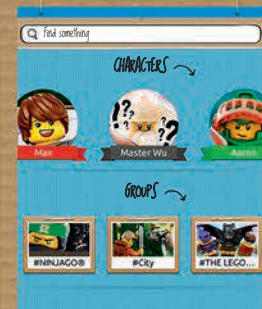 Find something
CHARACTERS
?? ??
Max
Master Wu
Aaron
GROUPS
#NINJAGO®
#City
#THE LEGO...